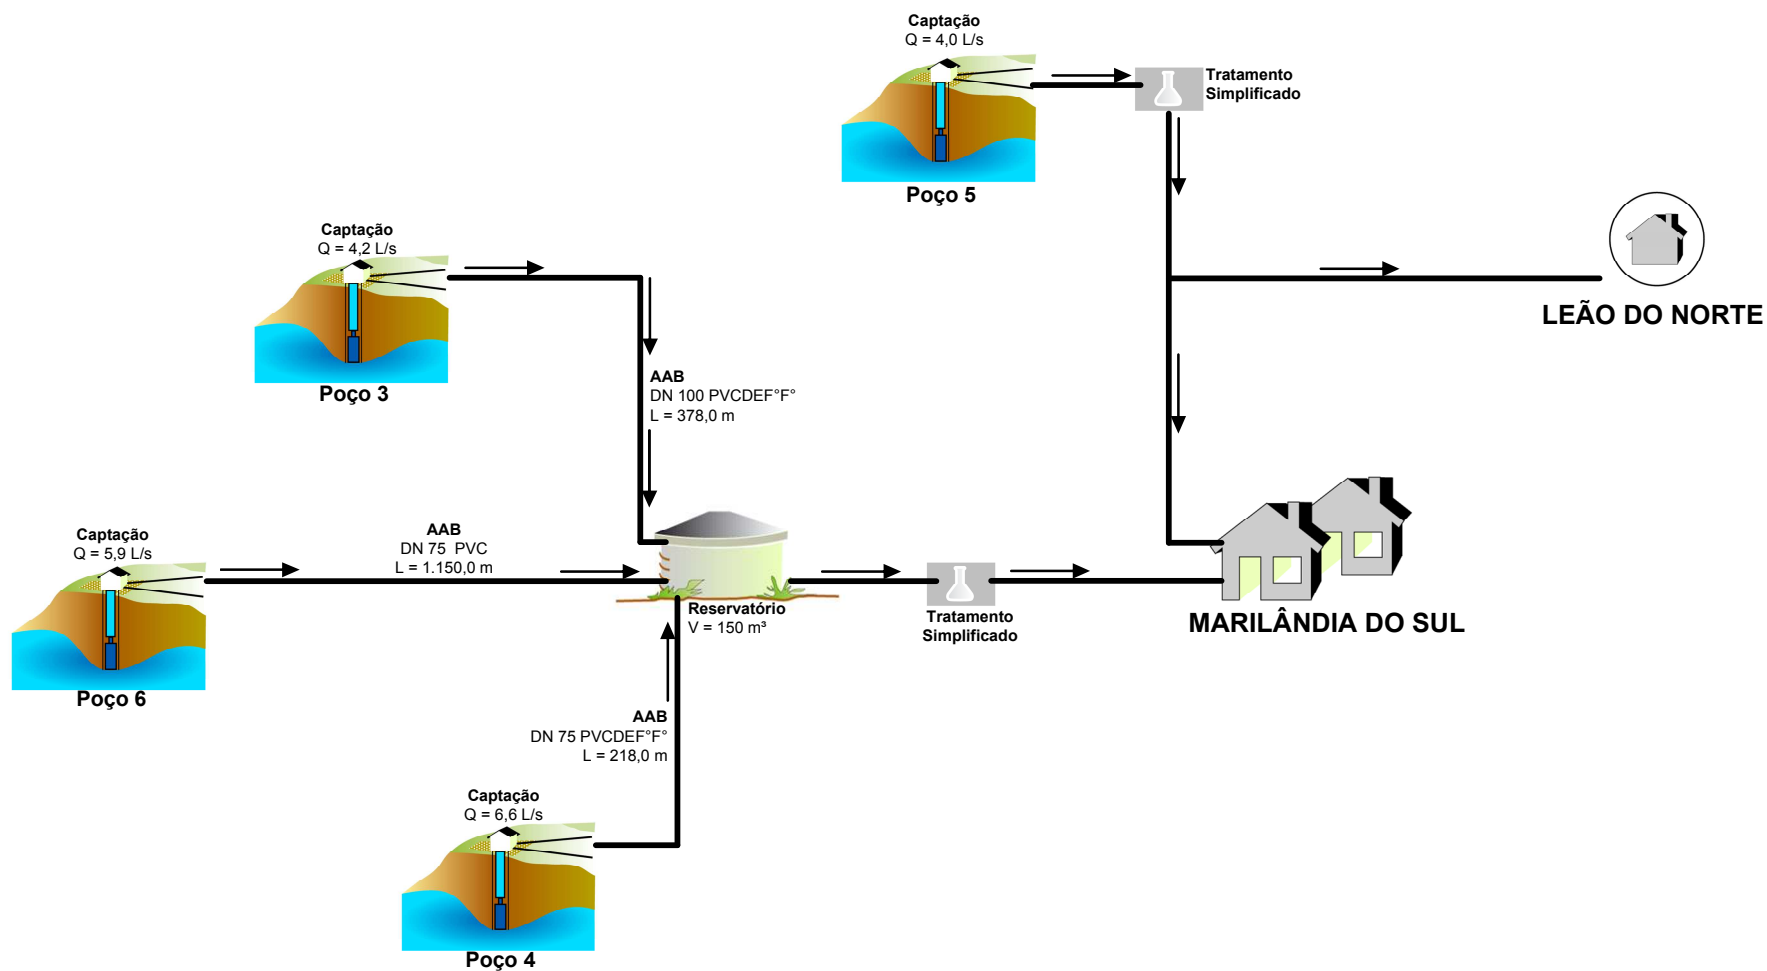 Captação
Q = 4,0 L/s
Tratamento
Simplificado
Poço 5
Captação
Q = 4,2 L/s
Poço 3
LEÃO DO NORTE
AAB
DN 100 PVCDEF°F°
L = 378,0 m
Captação
Q = 5,9 L/s
Poço 6
AAB
DN 75 PVC
L = 1.150,0 m
Reservatório
V = 150 m³
Tratamento
Simplificado
MARILÂNDIA DO SUL
AAB
DN 75 PVCDEF°F°
L = 218,0 m
Captação
Q = 6,6 L/s
Poço 4